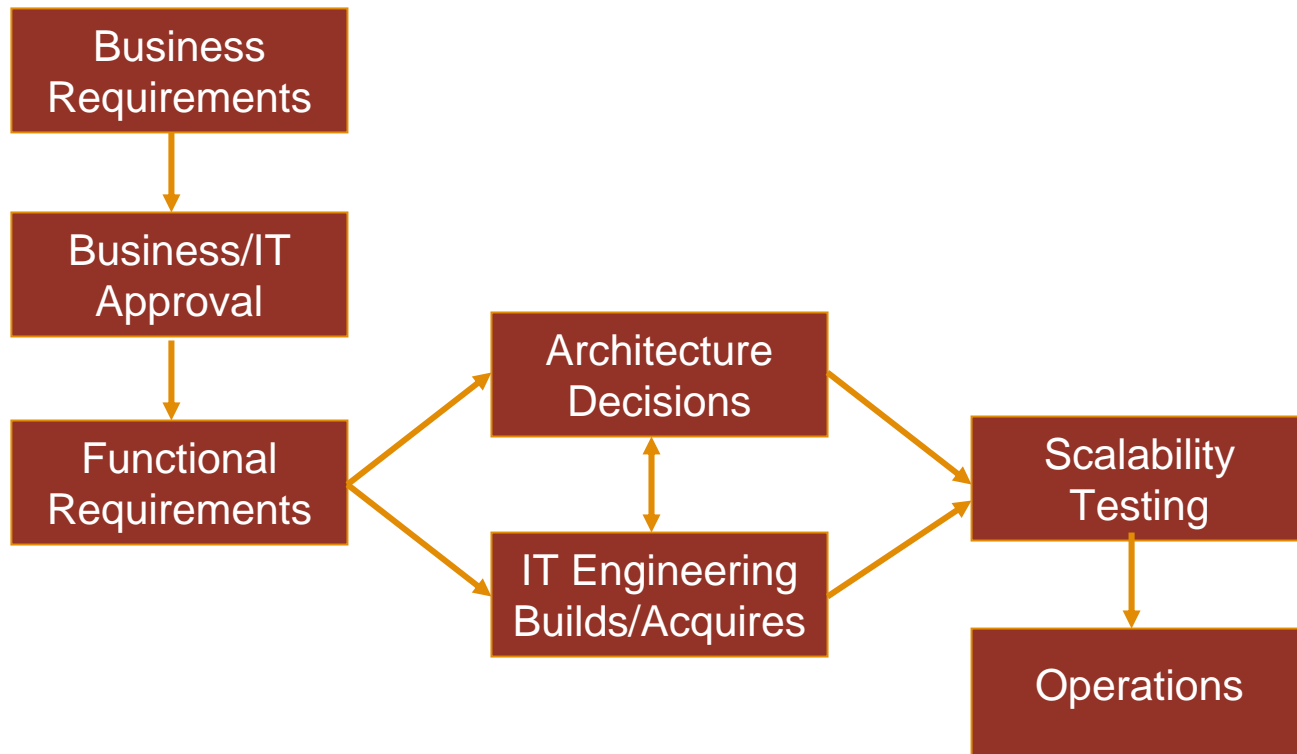 Business
Requirements
Business/IT
Approval
Functional
Requirements
Architecture
Decisions
IT Engineering
Builds/Acquires
Scalability
Testing
Operations